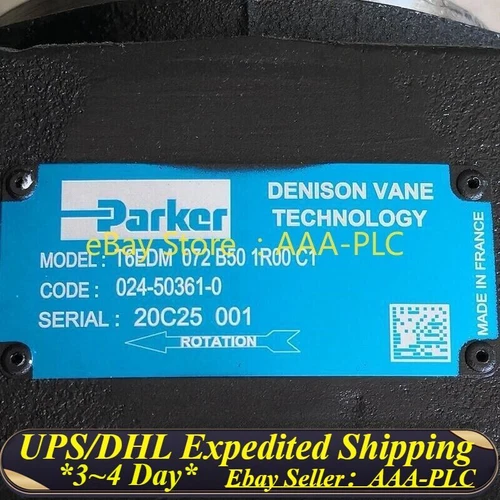 Parker
DENISON VANE
TECHNOLOGY
eBay Store : AAA-PLC
MODEL : T6EDM 072 B50 1R00 C1
CODE : 024-50361-0
SERIAL : 20C25 001
ROTATION
MADE IN FRANCE
UPS/DHL Expedited Shipping
*3~4 Day* Ebay Seller : AAA-PLC